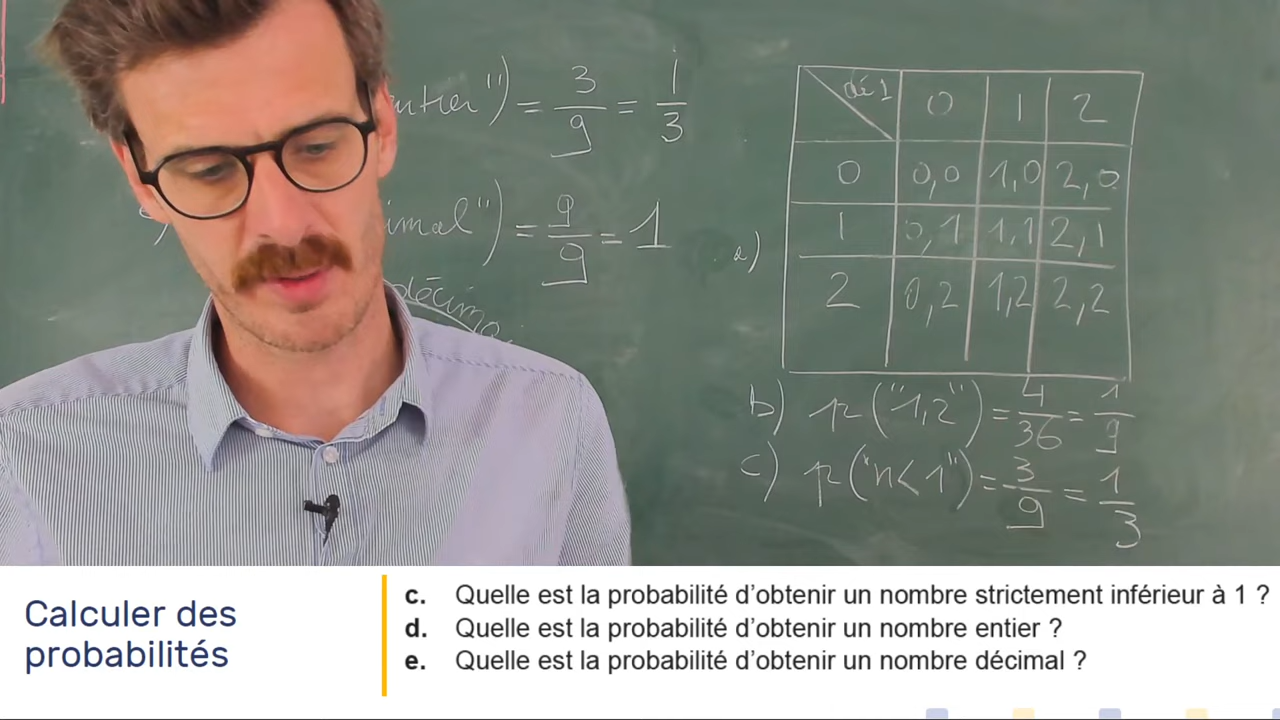 entier") = 3/9 = 1/3
imal") = 9/9 = 1
décima
dé 1 0 1 2
0 0,0 1,0 2,0
1 0,1 1,1 2,1
2 0,2 1,2 2,2
a)
b) p("1,2") = 4/36 = 1/9
c) p("n<1") = 3/9 = 1/3
Calculer des
probabilités
c. Quelle est la probabilité d’obtenir un nombre strictement inférieur à 1 ?
d. Quelle est la probabilité d’obtenir un nombre entier ?
e. Quelle est la probabilité d’obtenir un nombre décimal ?